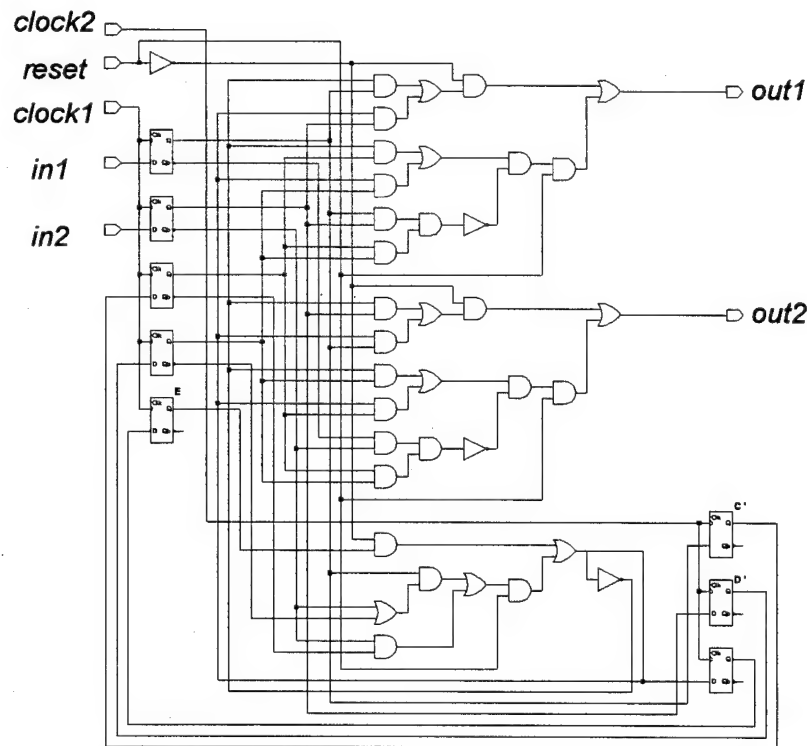 clock2
reset
clock1
in1
in2
out1
out2
E
C'
D'